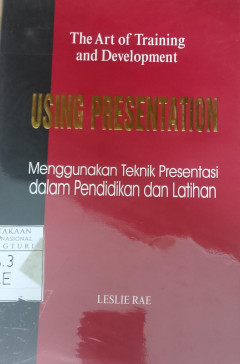 The Art of Training
and Development
USING PRESENTATION
Menggunakan Teknik Presentasi
dalam Pendidikan dan Latihan
LESLIE RAE